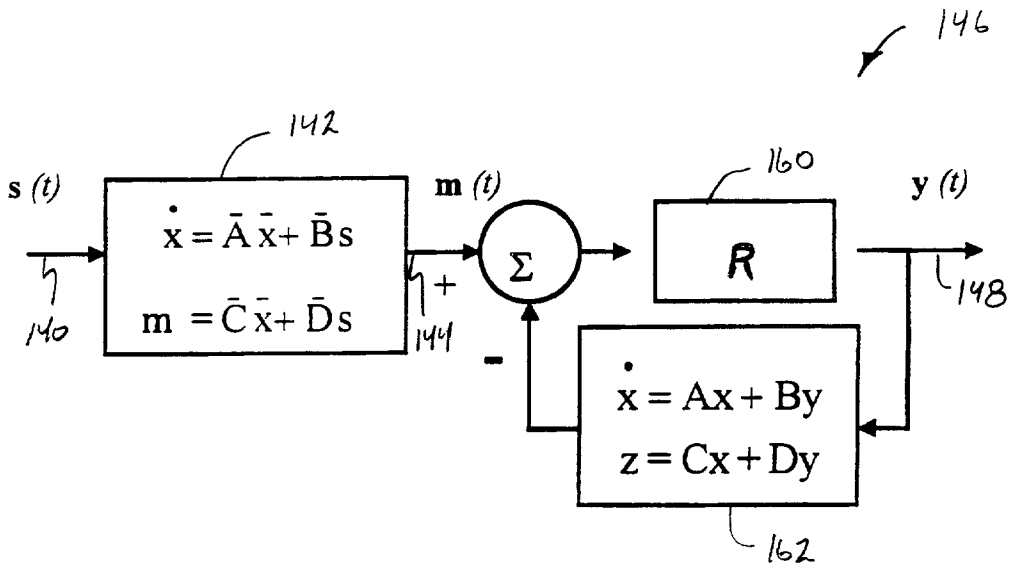 146
142
160
s (t)
m (t)
y (t)
ẋ = Ā x̄ + B̄ s
m = C̄ x̄ + D̄ s
Σ
R
+
-
140
144
148
ẋ = Ax + By
z = Cx + Dy
162